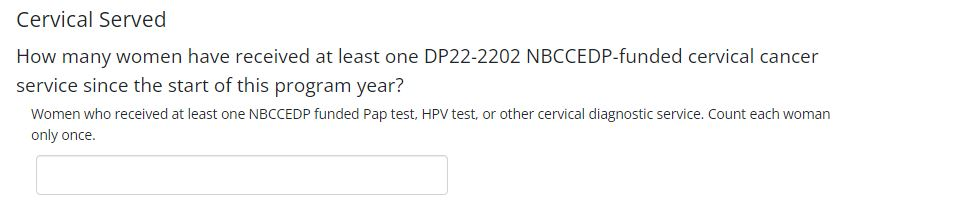 Cervical Served
How many women have received at least one DP22-2202 NBCCEDP-funded cervical cancer
service since the start of this program year?
Women who received at least one NBCCEDP funded Pap test, HPV test, or other cervical diagnostic service. Count each woman
only once.